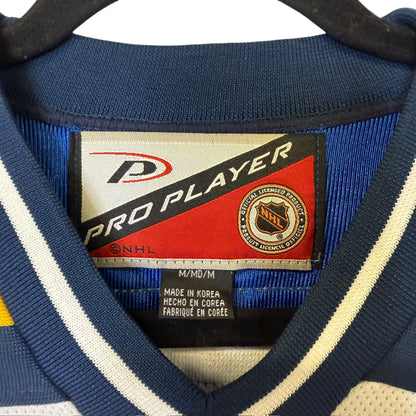 PRO PLAYER
©NHL
OFFICIAL LICENSED PRODUCT
NHL
PRODUIT LICENCIE OFFICIEL
M/MD/M
MADE IN KOREA
HECHO EN COREA
FABRIQUÉ EN CORÉE